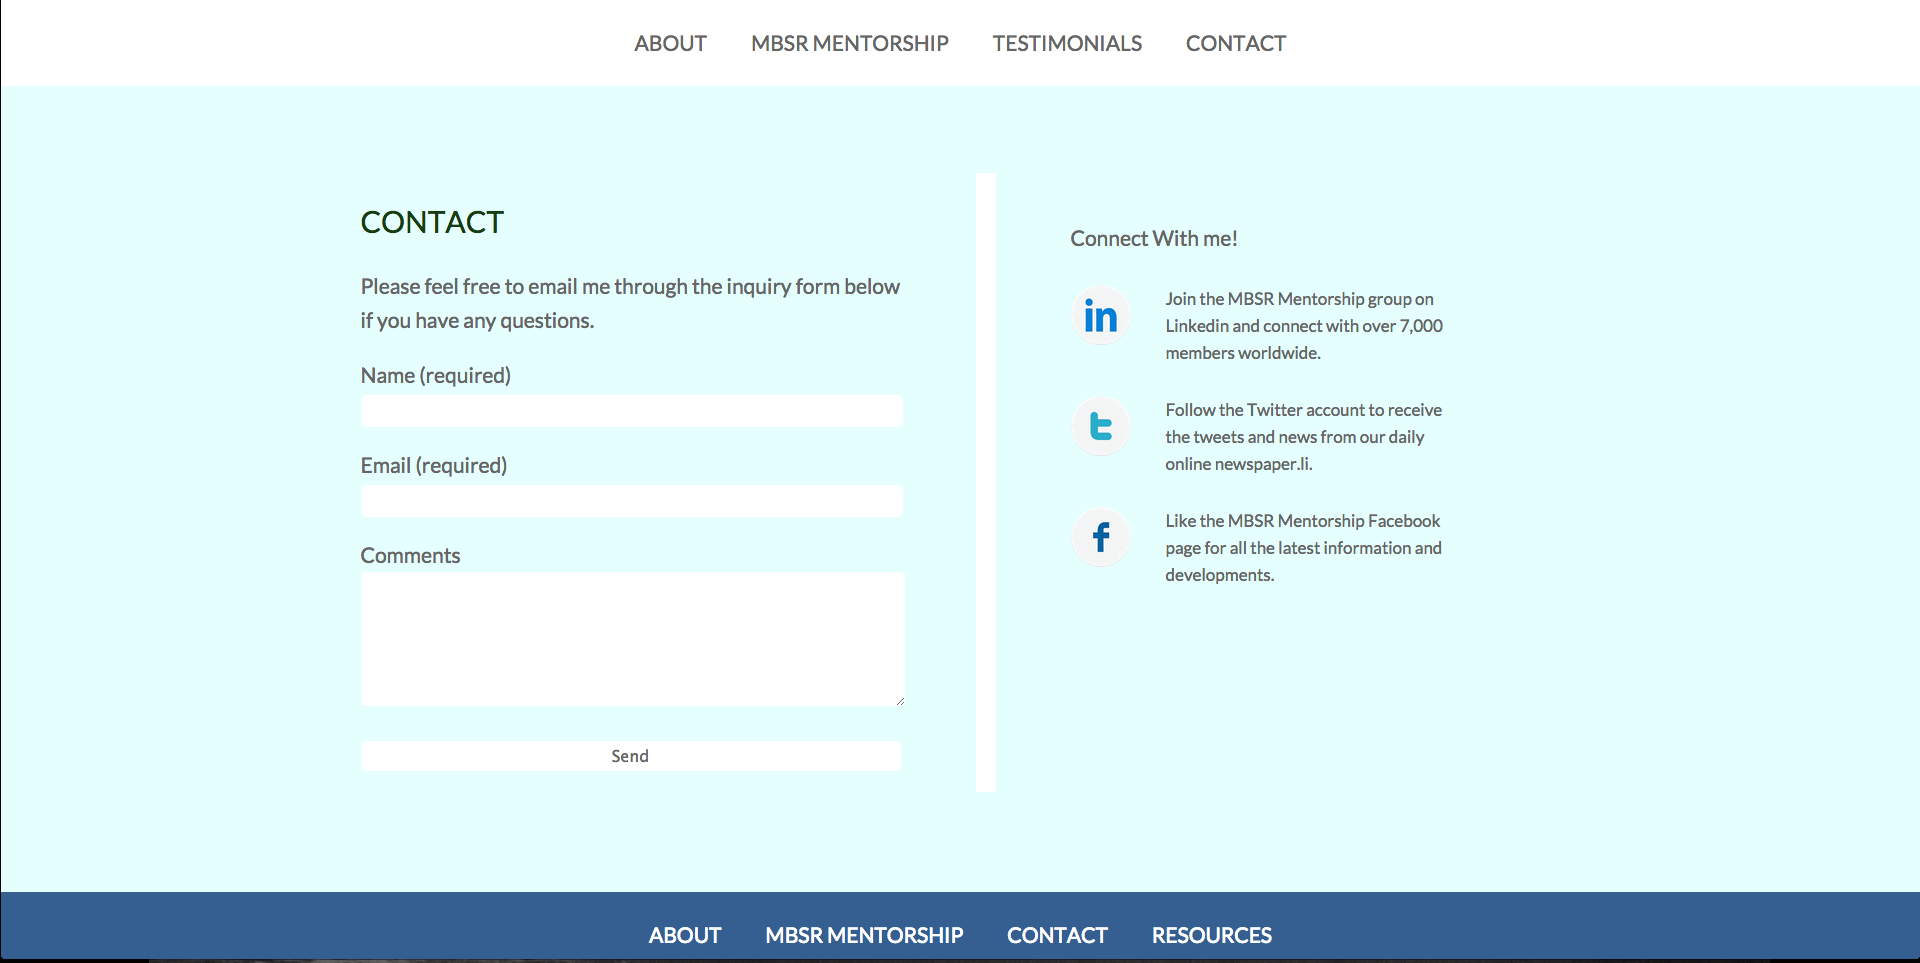 ABOUT MBSR MENTORSHIP TESTIMONIALS CONTACT
CONTACT
Please feel free to email me through the inquiry form below
if you have any questions.
Name (required)
Email (required)
Comments
Send
Connect With me!
in
Join the MBSR Mentorship group on
Linkedin and connect with over 7,000
members worldwide.
t
Follow the Twitter account to receive
the tweets and news from our daily
online newspaper.li.
f
Like the MBSR Mentorship Facebook
page for all the latest information and
developments.
ABOUT MBSR MENTORSHIP CONTACT RESOURCES